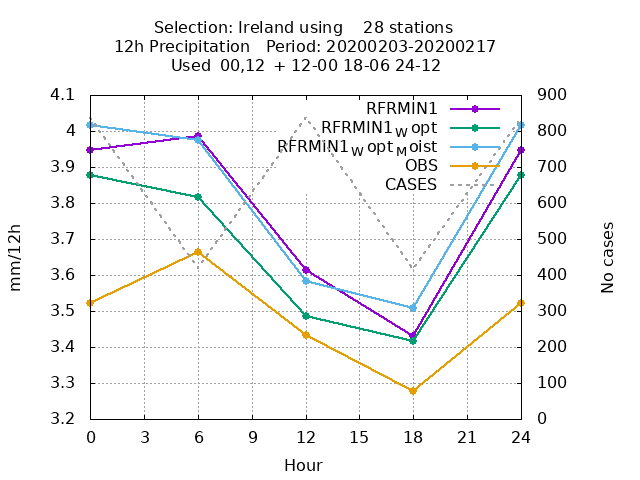 Selection: Ireland using    28 stations
12h Precipitation   Period: 20200203-20200217
Used  00,12  + 12-00 18-06 24-12
4.1
4
3.9
3.8
3.7
3.6
3.5
3.4
3.3
3.2
mm/12h
RFRMIN1
RFRMIN1_Wopt
RFRMIN1_Wopt_Moist
OBS
CASES
900
800
700
600
500
400
300
200
100
0
No cases
0 3 6 9 12 15 18 21 24
Hour